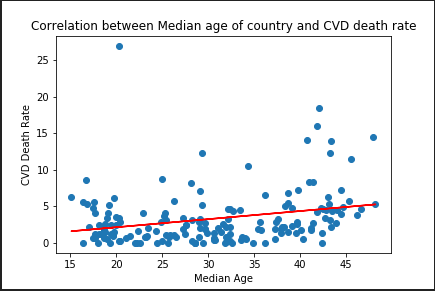 Correlation between Median age of country and CVD death rate
25
20
15
10
5
0
CVD Death Rate
15 20 25 30 35 40 45
Median Age